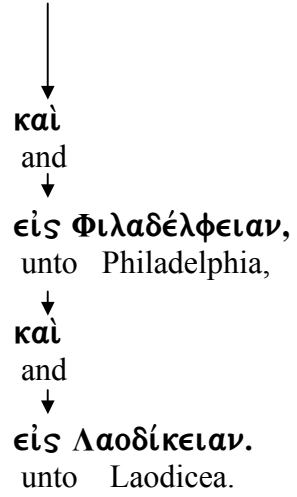 καὶ
and
εἰς Φιλαδέλφειαν,
unto Philadelphia,
καὶ
and
εἰς Λαοδίκειαν.
unto Laodicea.